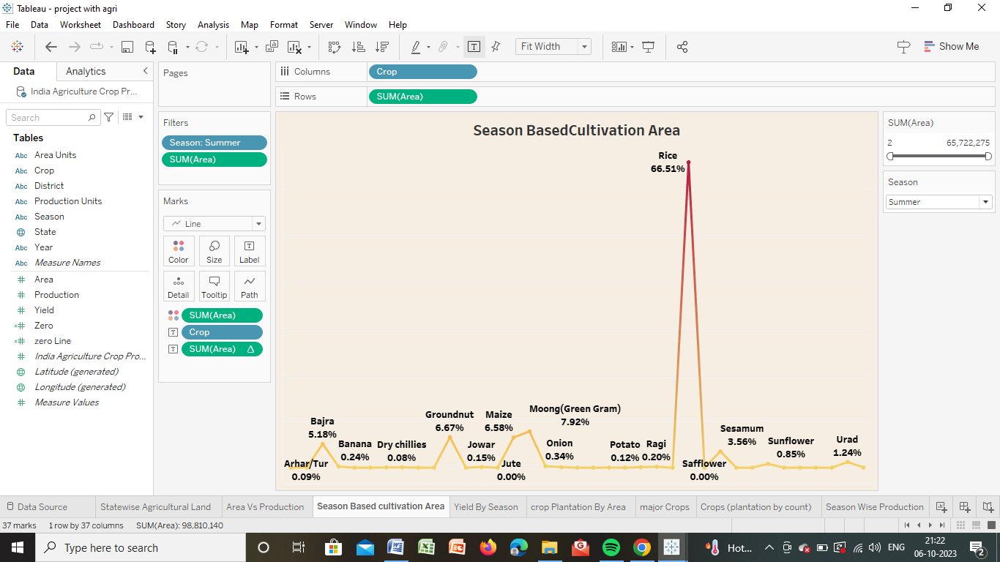 Tableau - project with agri
File Data Worksheet Dashboard Story Analysis Map Format Server Window Help
Fit Width
Show Me
Data Analytics
India Agriculture Crop Pr...
Search
Tables
Abc Area Units
Abc Crop
Abc District
Abc Production Units
Abc Season
State
Abc Year
Abc Measure Names
# Area
# Production
# Yield
=# Zero
=# zero Line
# India Agriculture Crop Pro...
Latitude (generated)
Longitude (generated)
# Measure Values
Pages
Filters
Season: Summer
SUM(Area)
Marks
Line
Color Size Label
Detail Tooltip Path
SUM(Area)
Crop
SUM(Area) △
Columns Crop
Rows SUM(Area)
Season BasedCultivation Area
Rice
66.51%
Moong(Green Gram)
7.92%
Groundnut
6.67%
Maize
6.58%
Bajra
5.18%
Sesamum
3.56%
Urad
1.24%
Sunflower
0.85%
Banana
0.24%
Dry chillies
0.08%
Jowar
0.15%
Onion
0.34%
Potato
0.12%
Ragi
0.20%
Arhar/Tur
0.09%
Jute
0.00%
Safflower
0.00%
SUM(Area)
2 65,722,275
Season
Summer
Data Source Statewise Agricultural Land Area Vs Production Season Based cultivation Area Yield By Season crop Plantation By Area major Crops Crops (plantation by count) Season Wise Production
37 marks 1 row by 37 columns SUM(Area): 98,810,140
Type here to search
Hot...
ENG
21:22
06-10-2023
2